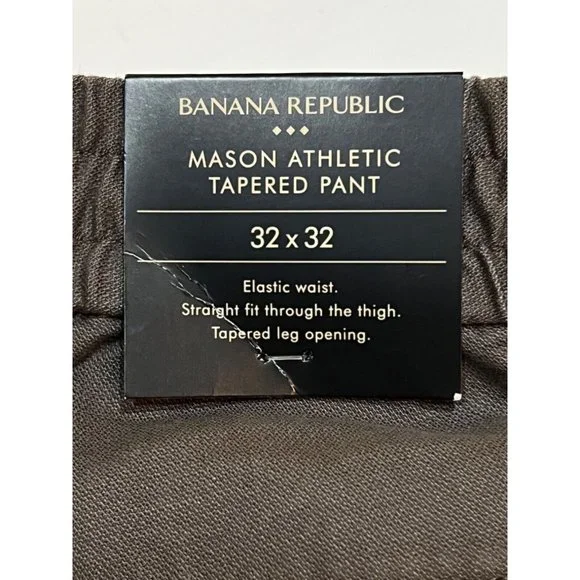 BANANA REPUBLIC
MASON ATHLETIC
TAPERED PANT
32 x 32
Elastic waist.
Straight fit through the thigh.
Tapered leg opening.